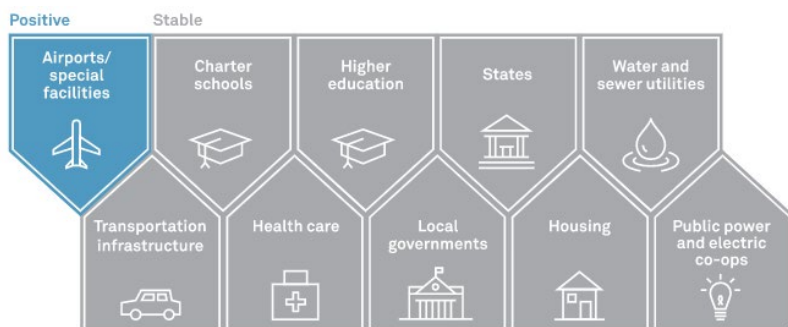 Positive
Stable
Airports/
special
facilities
Charter
schools
Higher
education
States
Water and
sewer utilities
Transportation
infrastructure
Health care
Local
governments
Housing
Public power
and electric
co-ops